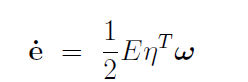 ė = 1/2 Eη^T ω